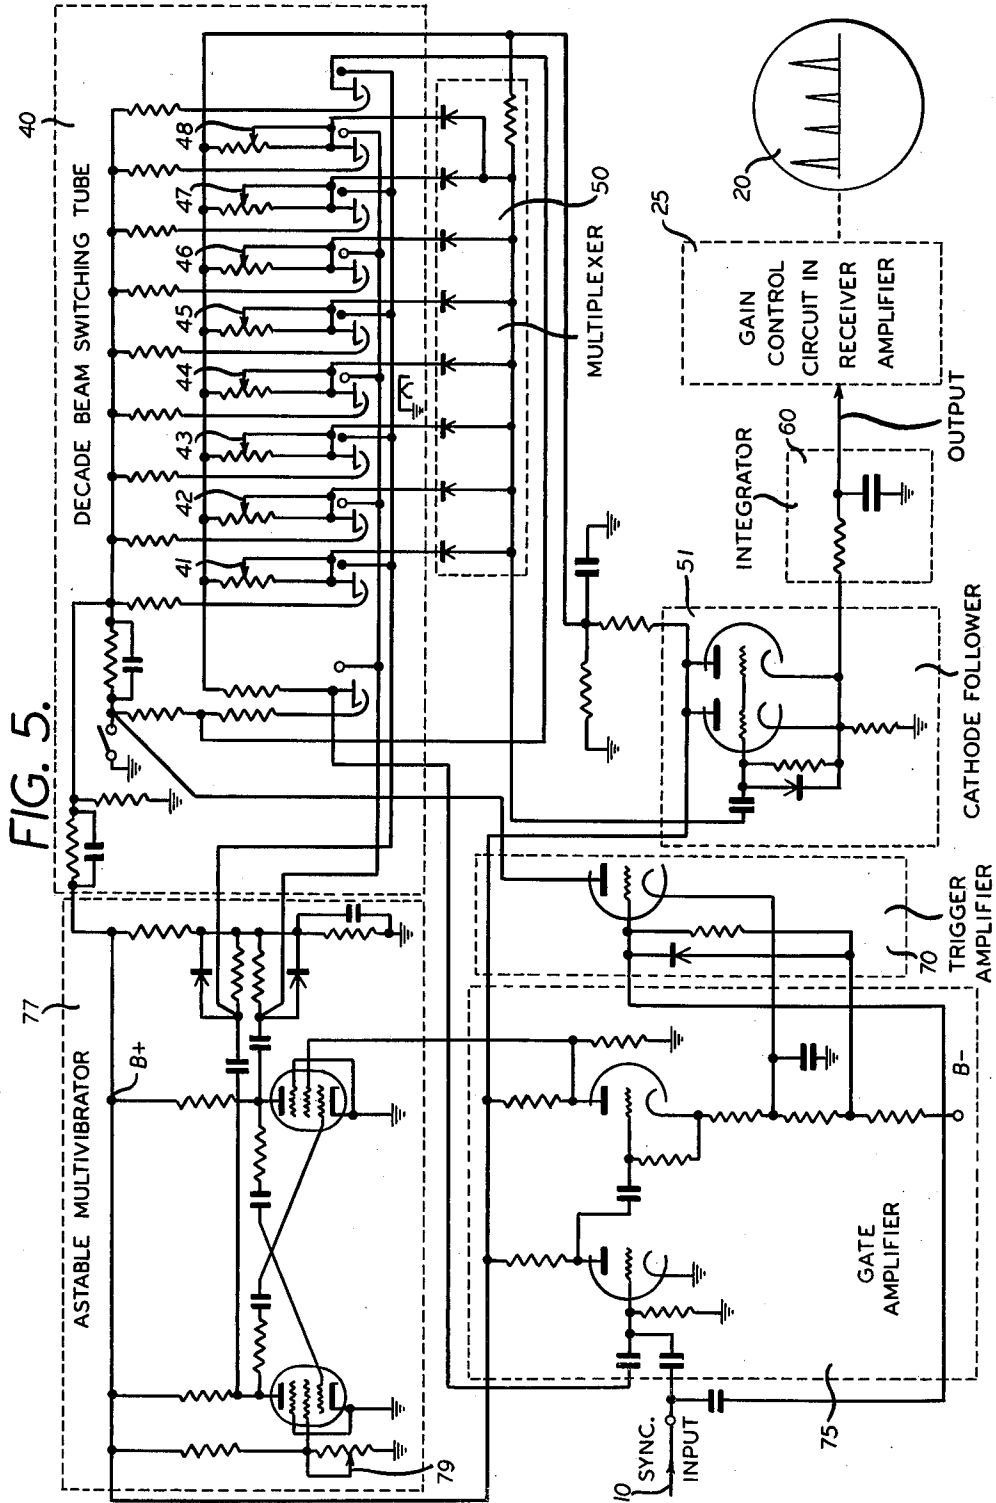 FIG. 5.
40
DECADE BEAM SWITCHING TUBE
41
42
43
44
45
46
47
48
50
MULTIPLEXER
77
ASTABLE MULTIVIBRATOR
B+
79
20
25
GAIN
CONTROL
CIRCUIT IN
RECEIVER
AMPLIFIER
OUTPUT
60
INTEGRATOR
51
CATHODE FOLLOWER
70
TRIGGER
AMPLIFIER
B-
GATE
AMPLIFIER
75
10
SYNC.
INPUT